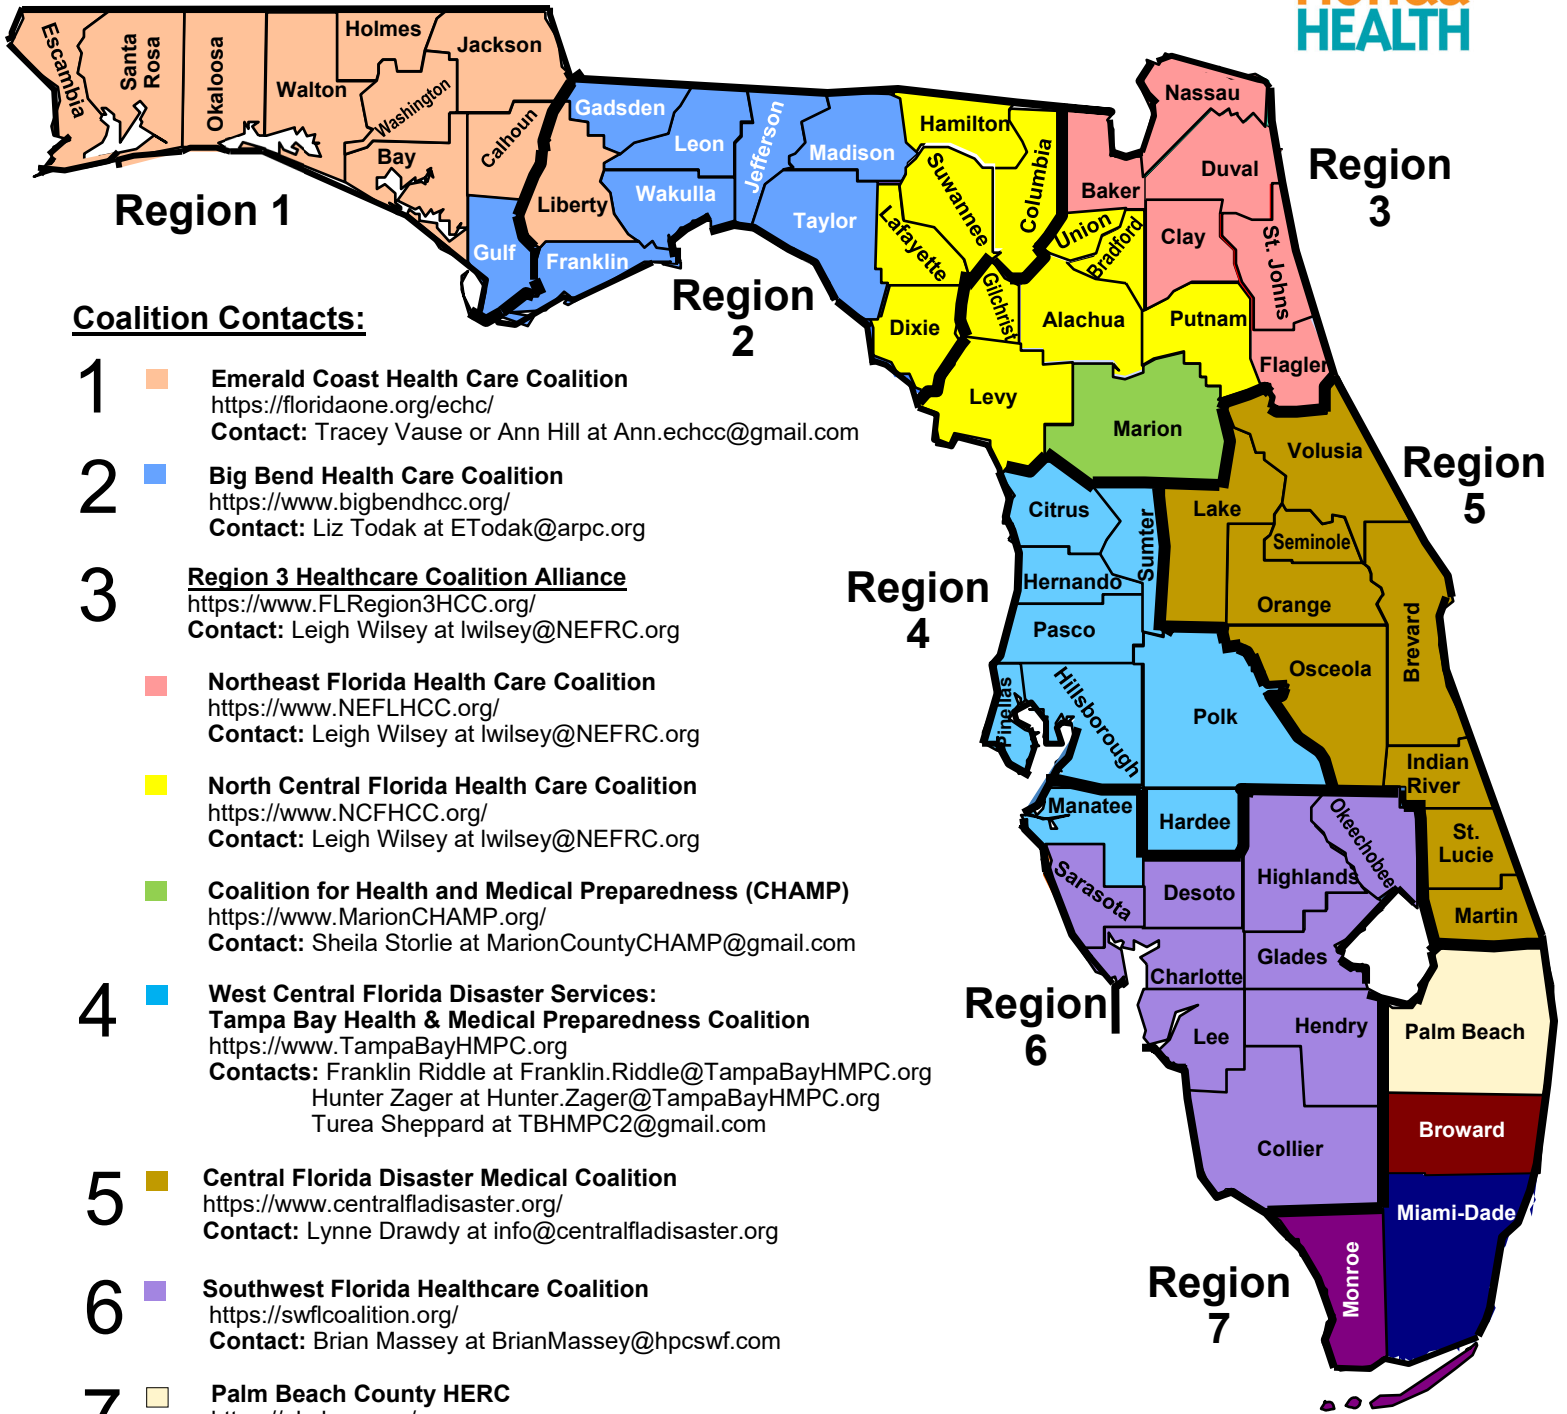 HEALTH
Holmes
Jackson
Escambia
Santa
Rosa
Okaloosa
Walton
Washington
Calhoun
Bay
Gadsden
Leon
Jefferson
Madison
Hamilton
Columbia
Suwannee
Nassau
Duval
Baker
Liberty
Wakulla
Taylor
Lafayette
Union
Bradford
Clay
St. Johns
Gulf
Franklin
Region 1
Region
2
Region
3
Gilchrist
Dixie
Alachua
Putnam
Flagler
Levy
Marion
Volusia
Region
5
Citrus
Sumter
Lake
Seminole
Hernando
Orange
Region
4
Pasco
Osceola
Brevard
Pinellas
Hillsborough
Polk
Indian
River
Manatee
Hardee
Okeechobee
St.
Lucie
Sarasota
Desoto
Highlands
Martin
Charlotte
Glades
Region
6
Lee
Hendry
Palm Beach
Broward
Collier
Miami-Dade
Monroe
Region
7
Coalition Contacts:
1
Emerald Coast Health Care Coalition
https://floridaone.org/echc/
Contact: Tracey Vause or Ann Hill at Ann.echcc@gmail.com
2
Big Bend Health Care Coalition
https://www.bigbendhcc.org/
Contact: Liz Todak at ETodak@arpc.org
3
Region 3 Healthcare Coalition Alliance
https://www.FLRegion3HCC.org/
Contact: Leigh Wilsey at lwilsey@NEFRC.org
Northeast Florida Health Care Coalition
https://www.NEFLHCC.org/
Contact: Leigh Wilsey at lwilsey@NEFRC.org
North Central Florida Health Care Coalition
https://www.NCFHCC.org/
Contact: Leigh Wilsey at lwilsey@NEFRC.org
Coalition for Health and Medical Preparedness (CHAMP)
https://www.MarionCHAMP.org/
Contact: Sheila Storlie at MarionCountyCHAMP@gmail.com
4
West Central Florida Disaster Services:
Tampa Bay Health & Medical Preparedness Coalition
https://www.TampaBayHMPC.org
Contacts: Franklin Riddle at Franklin.Riddle@TampaBayHMPC.org
Hunter Zager at Hunter.Zager@TampaBayHMPC.org
Turea Sheppard at TBHMPC2@gmail.com
5
Central Florida Disaster Medical Coalition
https://www.centralfladisaster.org/
Contact: Lynne Drawdy at info@centralfladisaster.org
6
Southwest Florida Healthcare Coalition
https://swflcoalition.org/
Contact: Brian Massey at BrianMassey@hpcswf.com
7
Palm Beach County HERC